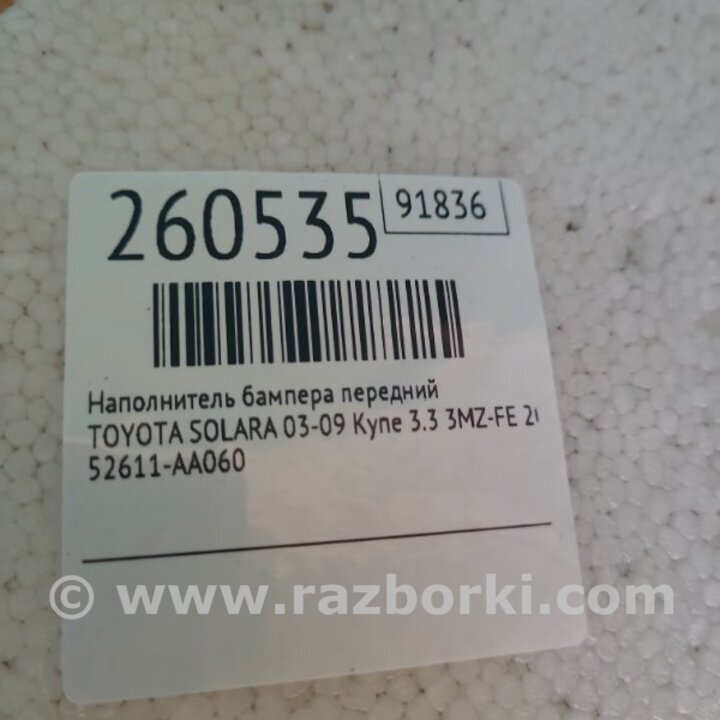 260535
91836
Наполнитель бампера передний
TOYOTA SOLARA 03-09 Купе 3.3 3MZ-FE
52611-AA060
© www.razborki.com